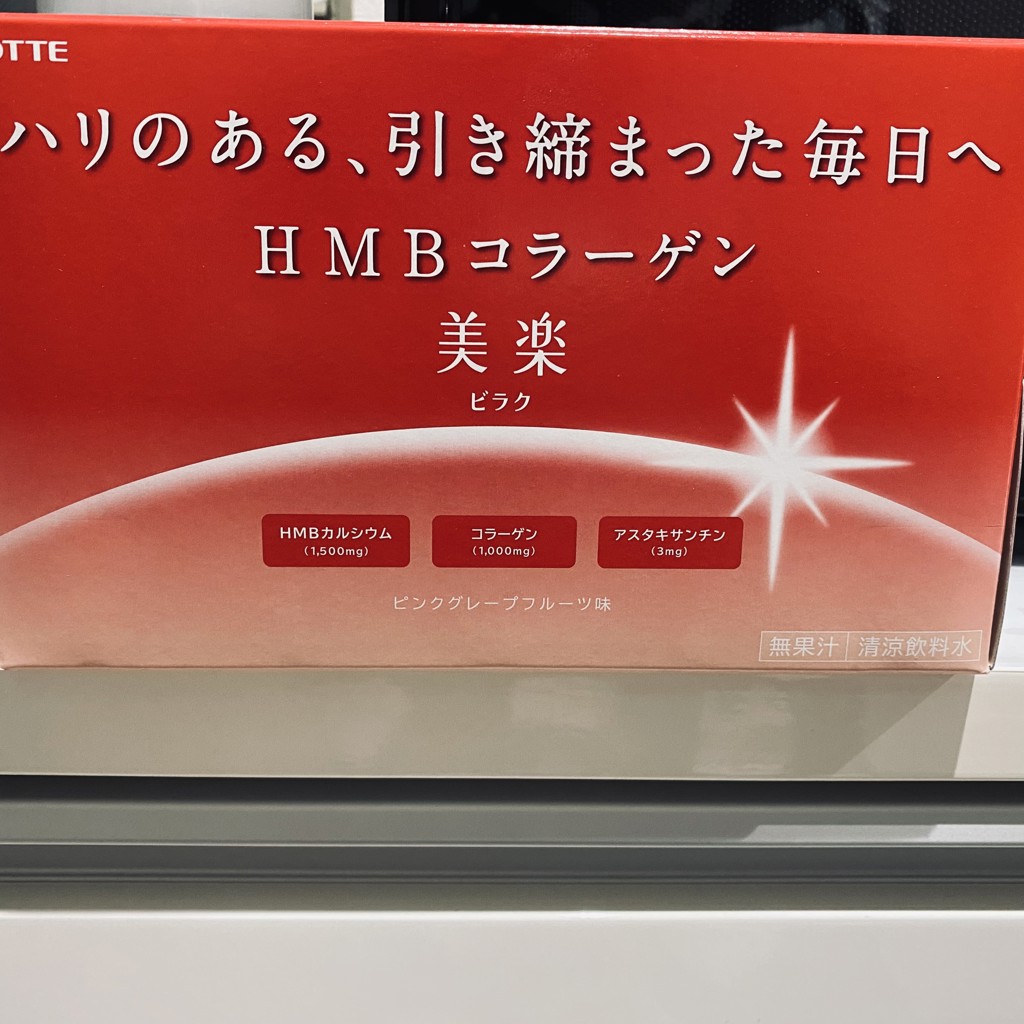 OTTE
ハリのある、引き締まった毎日へ
HMBコラーゲン
美楽
ビラク
HMBカルシウム
(1,500mg)
コラーゲン
(1,000mg)
アスタキサンチン
(3mg)
ピンクグレープフルーツ味
無果汁 清涼飲料水